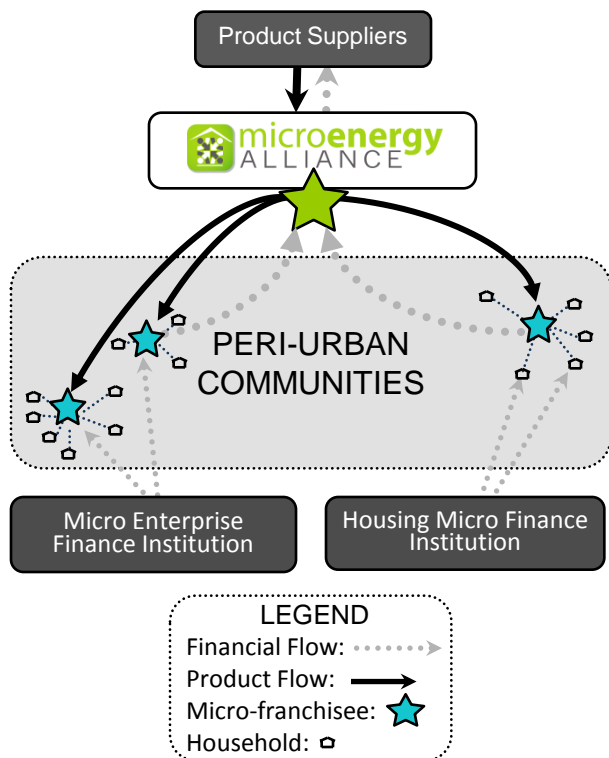 Product Suppliers
microenergy
ALLIANCE
PERI-URBAN
COMMUNITIES
Micro Enterprise
Finance Institution
Housing Micro Finance
Institution
LEGEND
Financial Flow:
Product Flow:
Micro-franchisee:
Household: